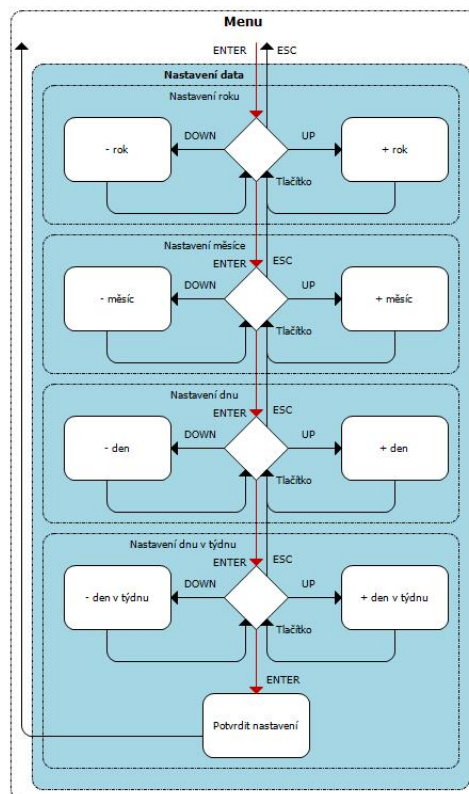 Menu
ENTER
ESC
Nastavení data
Nastavení roku
DOWN
UP
- rok
+ rok
Tlačítko
Nastavení měsíce
ESC
ENTER
DOWN
UP
- měsíc
+ měsíc
Tlačítko
Nastavení dnu
ESC
ENTER
DOWN
UP
- den
+ den
Tlačítko
Nastavení dnu v týdnu
ESC
ENTER
DOWN
UP
- den v týdnu
+ den v týdnu
Tlačítko
ENTER
Potvrdit nastavení